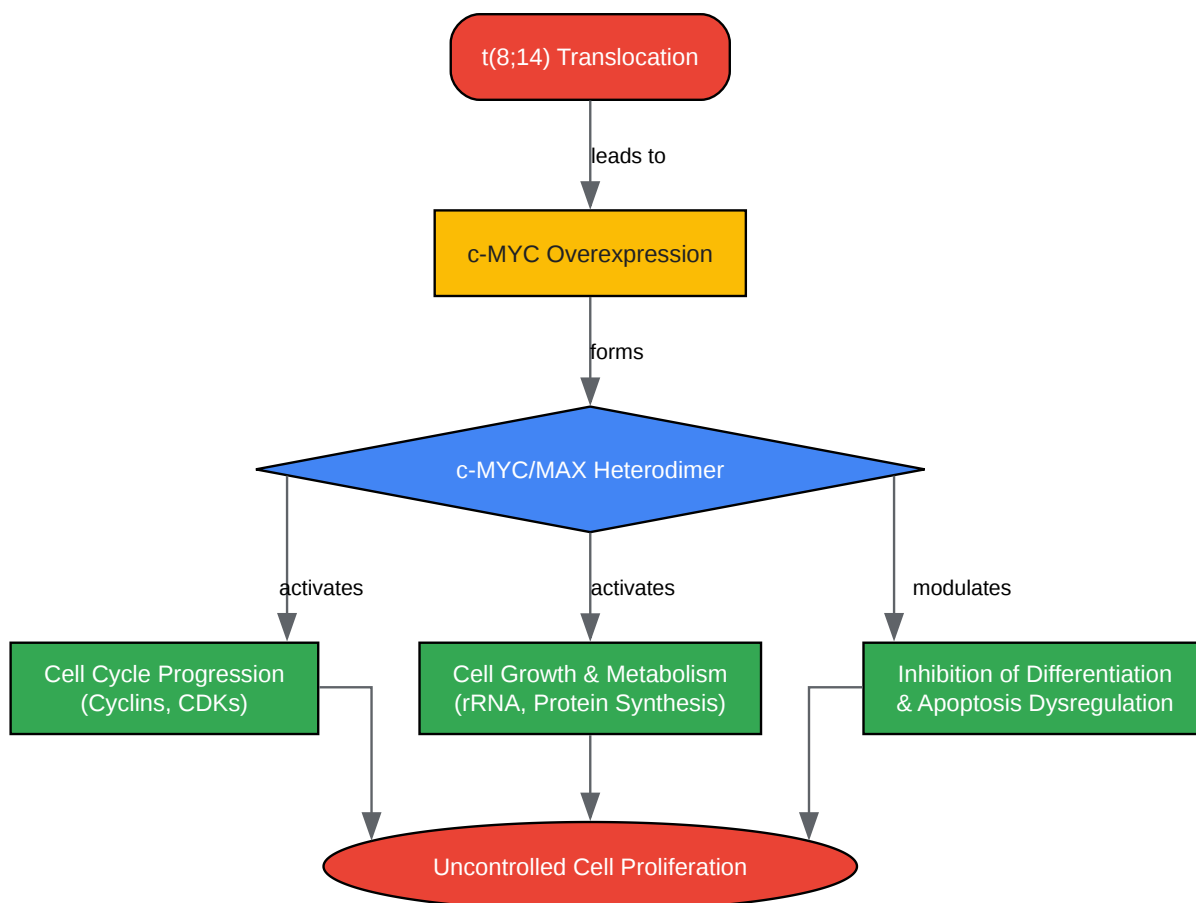 t(8;14) Translocation
leads to
c-MYC Overexpression
forms
c-MYC/MAX Heterodimer
activates
activates
modulates
Cell Cycle Progression
(Cyclins, CDKs)
Cell Growth & Metabolism
(rRNA, Protein Synthesis)
Inhibition of Differentiation
& Apoptosis Dysregulation
Uncontrolled Cell Proliferation